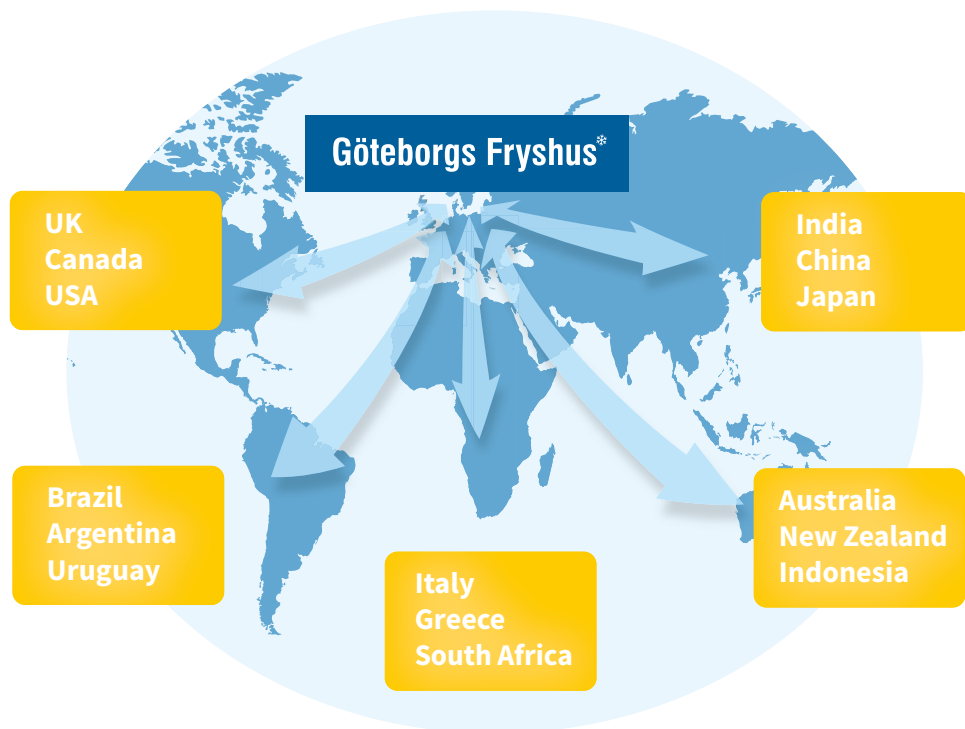 Göteborgs Fryshus
UK
Canada
USA
India
China
Japan
Brazil
Argentina
Uruguay
Italy
Greece
South Africa
Australia
New Zealand
Indonesia